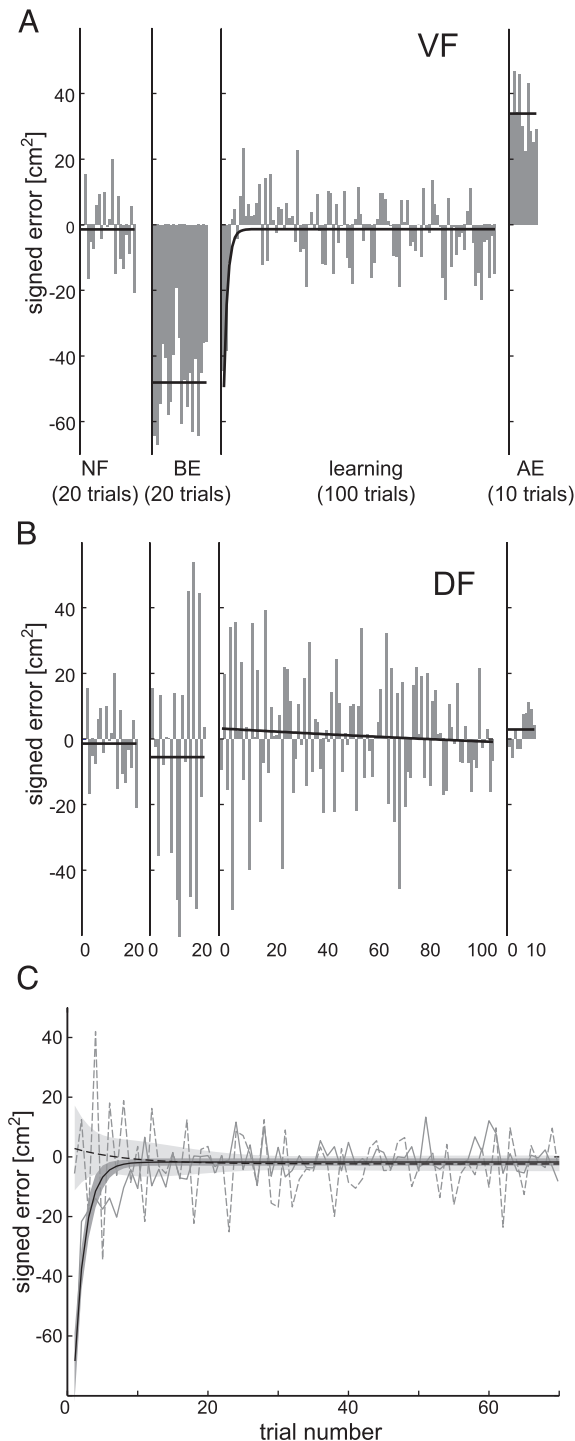 A
VF
signed error [cm²]
40
20
0
-20
-40
-60
NF BE learning AE
(20 trials) (20 trials) (100 trials) (10 trials)
B
DF
signed error [cm²]
40
20
0
-20
-40
0 20 0 20 0 20 40 60 80 100 0 10
C
signed error [cm²]
40
20
0
-20
-40
-60
0 20 40 60
trial number